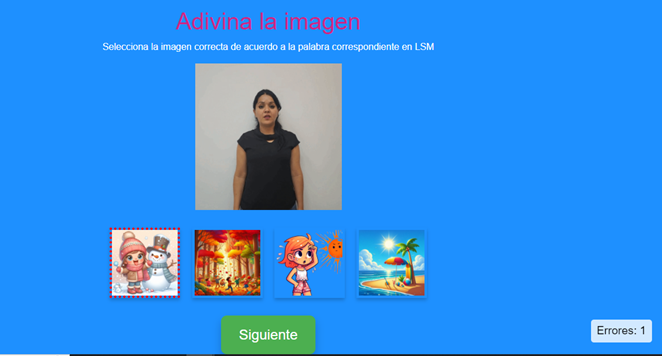 Adivina la imagen
Selecciona la imagen correcta de acuerdo a la palabra correspondiente en LSM
Siguiente
Errores: 1